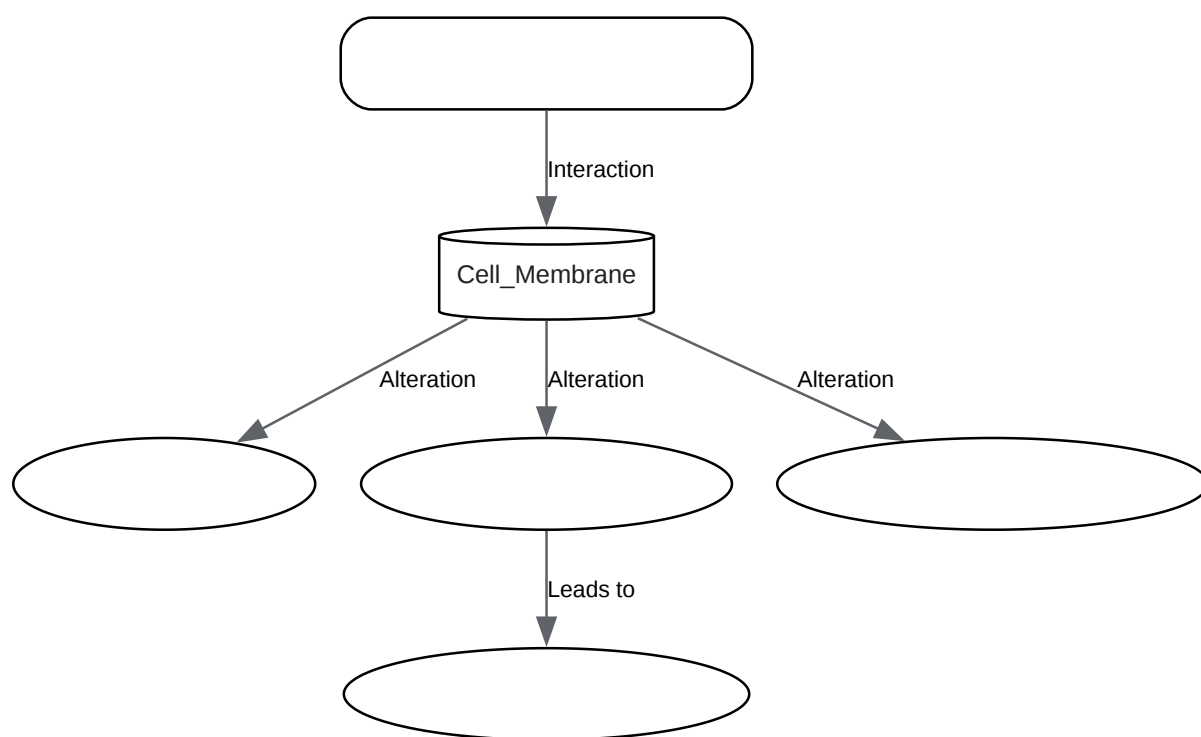 Interaction
Cell_Membrane
Alteration
Alteration
Alteration
Leads to